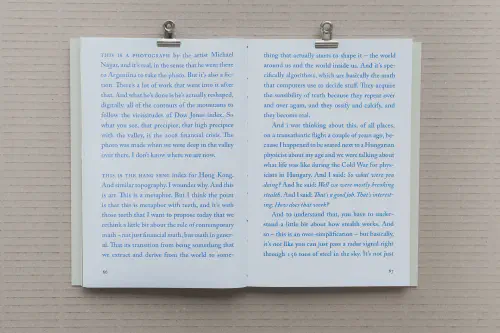 THIS IS A PHOTOGRAPH by the artist Michael
Najjar, and it's real, in the sense that he went there
to Argentina to take the photo. But it's also a fic-
tion. There's a lot of work that went into it after
that. And what he's done is he's actually reshaped,
digitally, all of the contours of the mountains to
follow the vicissitudes of Dow Jones index. So
what you see, that precipice, that high precipice
with the valley, is the 2008 financial crisis. The
photo was made when we were deep in the valley
over there. I don't know where we are now.
THIS IS THE HANG SENG index for Hong Kong.
And similar topography. I wonder why. And this
is art. This is a metaphor. But I think the point
is that this is metaphor with teeth, and it's with
those teeth that I want to propose today that we
rethink a little bit about the role of contemporary
math – not just financial math, but math in gener-
al. That its transition from being something that
we extract and derive from the world to some-
thing that actually starts to shape it – the world
around us and the world inside us. And it's spe-
cifically algorithms, which are basically the math
that computers use to decide stuff. They acquire
the sensibility of truth because they repeat over
and over again, and they ossify and calcify, and
they become real.
And I was thinking about this, of all places,
on a transatlantic flight a couple of years ago, be-
cause I happened to be seated next to a Hungarian
physicist about my age and we were talking about
what life was like during the Cold War for phys-
icists in Hungary. And I said: So what were you
doing? And he said: Well we were mostly breaking
stealth. And I said: That's a good job. That's interest-
ing. How does that work?
And to understand that, you have to under-
stand a little bit about how stealth works. And
so – this is an over-simplification – but basically,
it's not like you can just pass a radar signal right
through 156 tons of steel in the sky. It's not just